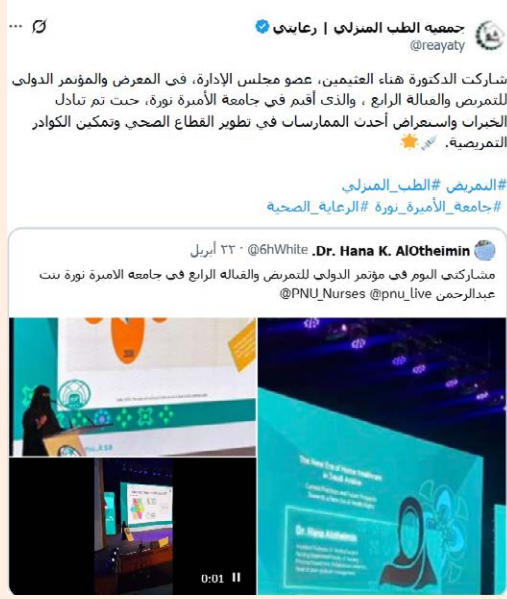 جمعية الطب المنزلي | رعايتي
@reayaty
شاركت الدكتورة هناء العثيمين، عضو مجلس الإدارة، في المعرض والمؤتمر الدولي
للتمريض والقبالة الرابع ، والذي أقيم في جامعة الأميرة نورة، حيث تم تبادل
الخبرات واستعراض أحدث الممارسات في تطوير القطاع الصحي وتمكين الكوادر
التمريضية. 💉🌟
#التمريض #الطب_المنزلي
#جامعة_الأميرة_نورة #الرعاية_الصحية
Dr. Hana K. AlOtheimin. @6hWhite · ٢٢ أبريل
مشاركتي اليوم في مؤتمر الدولي للتمريض والقبالة الرابع في جامعة الاميرة نورة بنت
عبدالرحمن @PNU_Nurses @pnu_live
The New Era of Home Healthcare
in Saudi Arabia
Dr. Hana Alotheimin
0:01